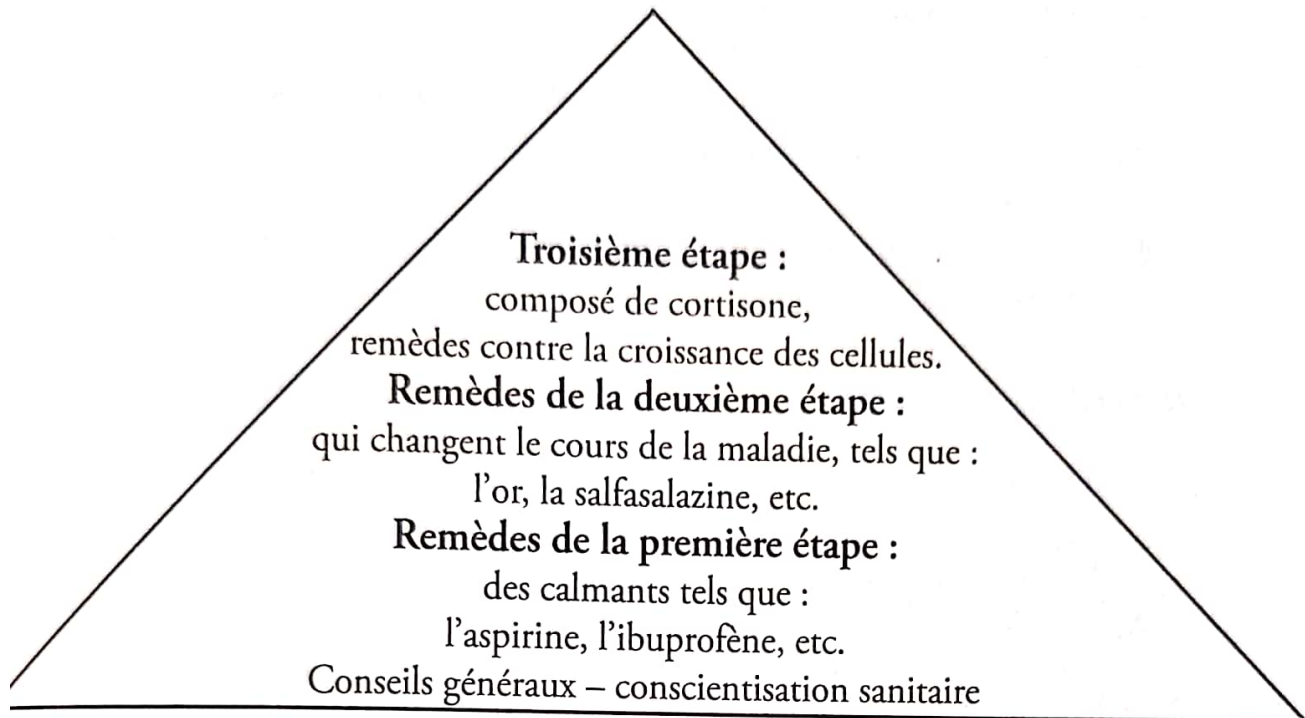 Troisième étape :
composé de cortisone,
remèdes contre la croissance des cellules.
Remèdes de la deuxième étape :
qui changent le cours de la maladie, tels que :
l'or, la salfasalazine, etc.
Remèdes de la première étape :
des calmants tels que :
l'aspirine, l'ibuprofène, etc.
Conseils généraux – conscientisation sanitaire